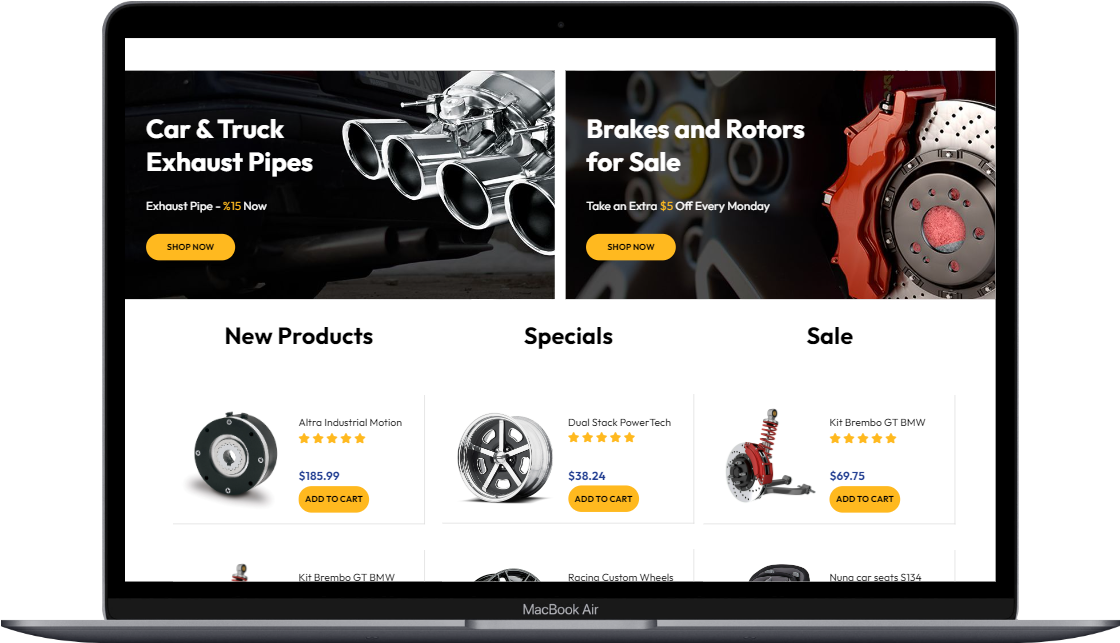 Car & Truck
Exhaust Pipes
Exhaust Pipe - %15 Now
SHOP NOW
Brakes and Rotors
for Sale
Take an Extra $5 Off Every Monday
SHOP NOW
New Products
Specials
Sale
Altra Industrial Motion
$185.99
ADD TO CART
Dual Stack PowerTech
$38.24
ADD TO CART
Kit Brembo GT BMW
$69.75
ADD TO CART
Kit Brembo GT BMW
Racing Custom Wheels
Nuna car seats S134
MacBook Air